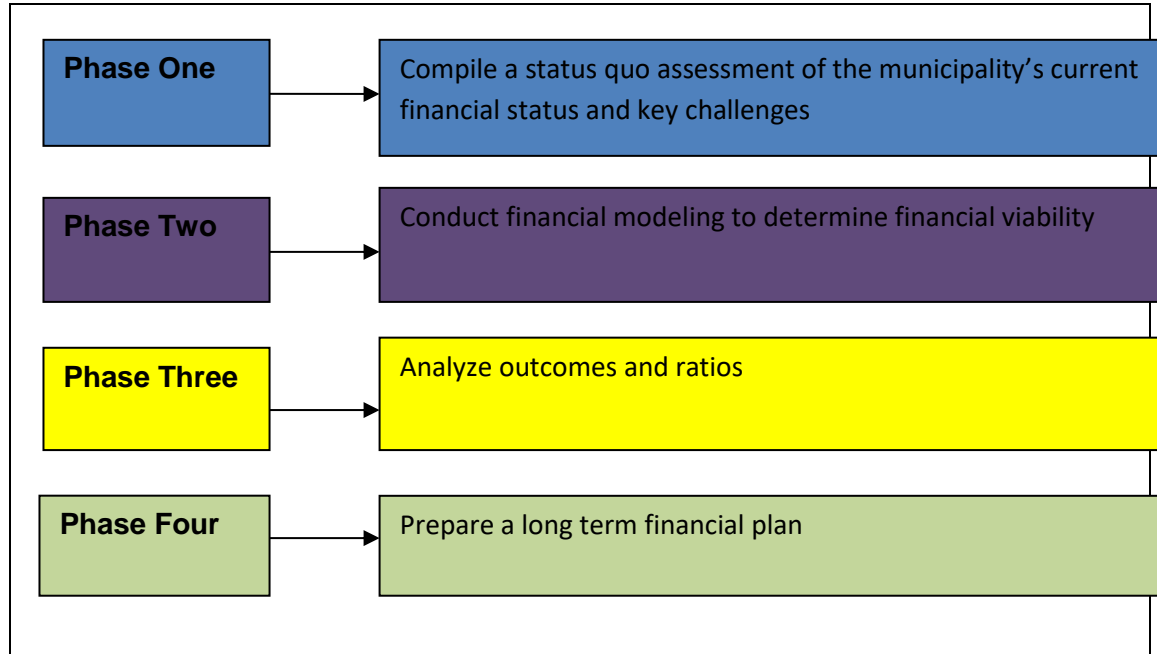 Phase One
Compile a status quo assessment of the municipality’s current
financial status and key challenges
Phase Two
Conduct financial modeling to determine financial viability
Phase Three
Analyze outcomes and ratios
Phase Four
Prepare a long term financial plan